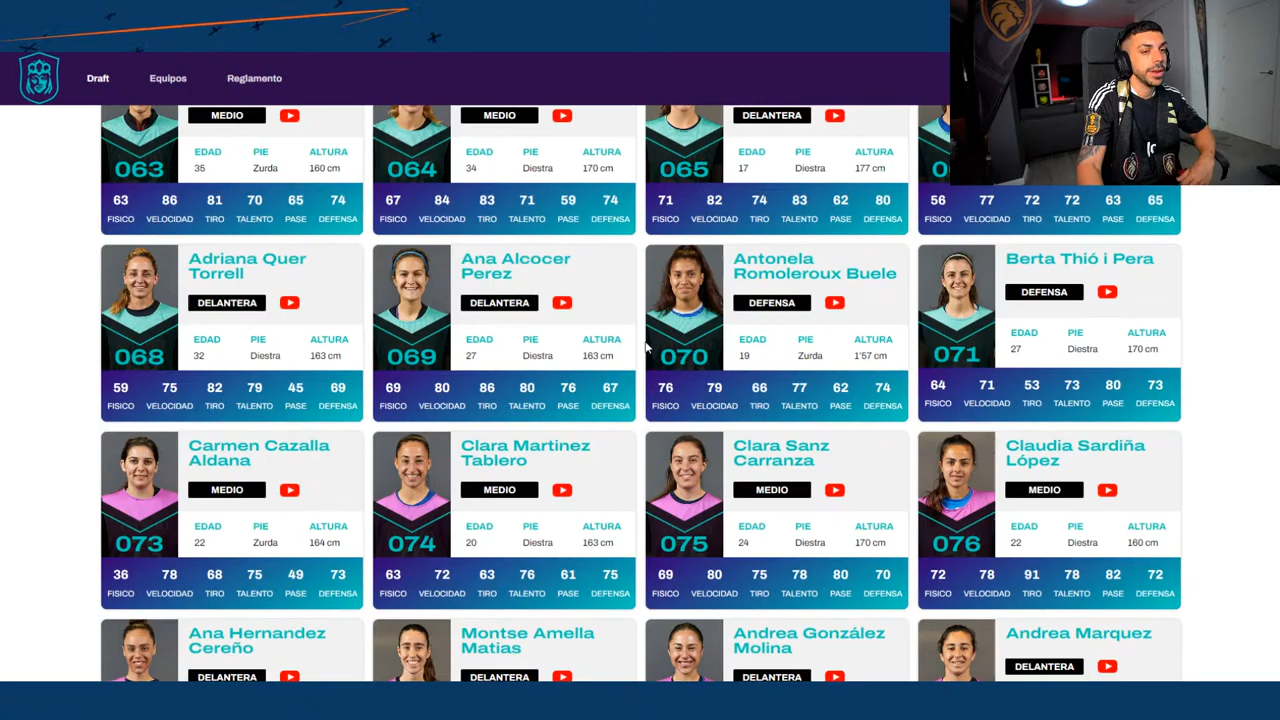 Draft Equipos Reglamento
MEDIO MEDIO DELANTERA
063 064 065
EDAD PIE ALTURA EDAD PIE ALTURA EDAD PIE ALTURA
35 Zurda 160 cm 34 Diestra 170 cm 17 Diestra 177 cm
63 86 81 70 65 74 67 84 83 71 59 74 71 82 74 83 62 80 56 77 72 72 63 65
FISICO VELOCIDAD TIRO TALENTO PASE DEFENSA FISICO VELOCIDAD TIRO TALENTO PASE DEFENSA FISICO VELOCIDAD TIRO TALENTO PASE DEFENSA FISICO VELOCIDAD TIRO TALENTO PASE DEFENSA
Adriana Quer
Torrell
DELANTERA
EDAD PIE ALTURA
068 32 Diestra 163 cm
59 75 82 79 45 69
FISICO VELOCIDAD TIRO TALENTO PASE DEFENSA
Ana Alcocer
Perez
DELANTERA
EDAD PIE ALTURA
069 27 Diestra 163 cm
69 80 86 80 76 67
FISICO VELOCIDAD TIRO TALENTO PASE DEFENSA
Antonela
Romoleroux Buele
DEFENSA
EDAD PIE ALTURA
070 19 Zurda 1'57 cm
76 79 66 77 62 74
FISICO VELOCIDAD TIRO TALENTO PASE DEFENSA
Berta Thió i Pera
DEFENSA
EDAD PIE ALTURA
071 27 Diestra 170 cm
64 71 53 73 80 73
FISICO VELOCIDAD TIRO TALENTO PASE DEFENSA
Carmen Cazalla
Aldana
MEDIO
EDAD PIE ALTURA
073 22 Zurda 164 cm
36 78 68 75 49 73
FISICO VELOCIDAD TIRO TALENTO PASE DEFENSA
Clara Martinez
Tablero
MEDIO
EDAD PIE ALTURA
074 20 Diestra 163 cm
63 72 63 76 61 75
FISICO VELOCIDAD TIRO TALENTO PASE DEFENSA
Clara Sanz
Carranza
MEDIO
EDAD PIE ALTURA
075 24 Diestra 170 cm
69 80 75 78 80 70
FISICO VELOCIDAD TIRO TALENTO PASE DEFENSA
Claudia Sardiña
López
MEDIO
EDAD PIE ALTURA
076 22 Diestra 160 cm
72 78 91 78 82 72
FISICO VELOCIDAD TIRO TALENTO PASE DEFENSA
Ana Hernandez
Cereño
DELANTERA
Montse Amella
Matias
DELANTERA
Andrea González
Molina
DELANTERA
Andrea Marquez
DELANTERA